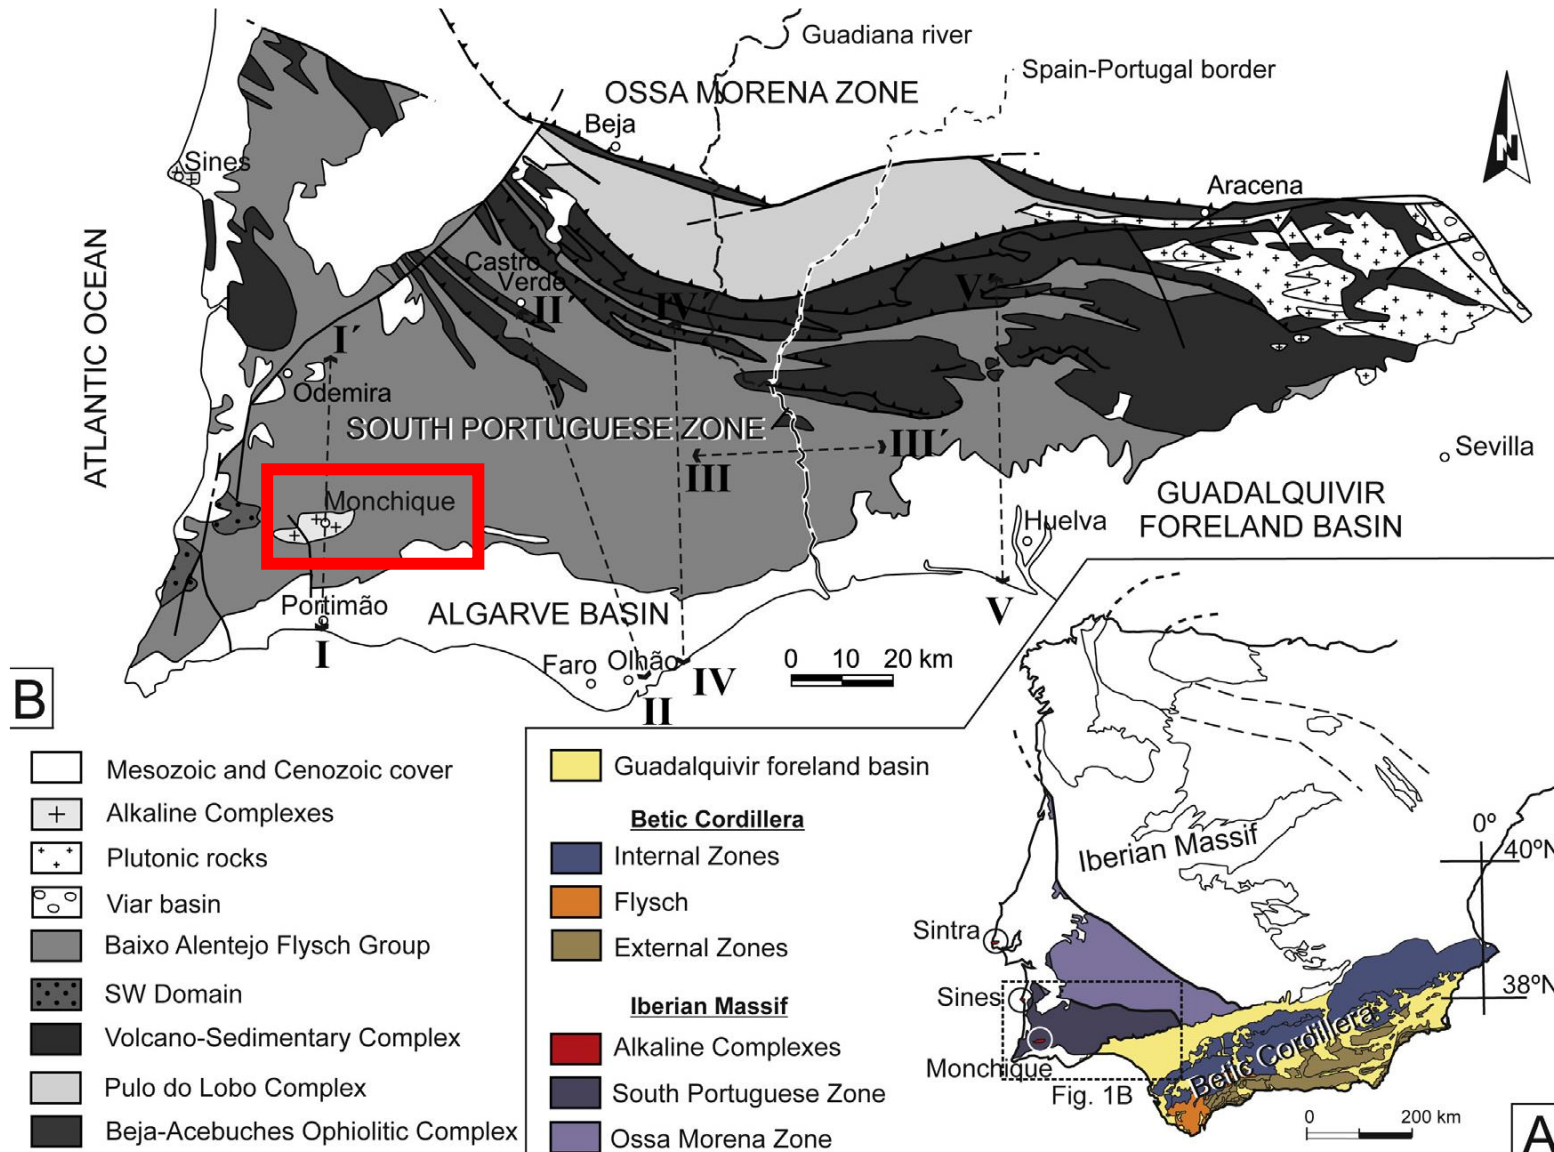 Guadiana river
Spain-Portugal border
OSSA MORENA ZONE
Beja
N
Sines
Aracena
ATLANTIC OCEAN
Castro
Verde
II´
IV´
V´
I´
Odemira
SOUTH PORTUGUESE ZONE
III´
III
Sevilla
Monchique
GUADALQUIVIR
FORELAND BASIN
Huelva
Portimão
ALGARVE BASIN
V
I
Faro
Olhão
IV
II
0 10 20 km
B
Mesozoic and Cenozoic cover
Alkaline Complexes
Plutonic rocks
Viar basin
Baixo Alentejo Flysch Group
SW Domain
Volcano-Sedimentary Complex
Pulo do Lobo Complex
Beja-Acebuches Ophiolitic Complex
Guadalquivir foreland basin
Betic Cordillera
Internal Zones
Flysch
External Zones
Iberian Massif
Alkaline Complexes
South Portuguese Zone
Ossa Morena Zone
Iberian Massif
0º
40ºN
Sintra
Sines
38ºN
Monchique
Betic Cordillera
Fig. 1B
0 200 km
A